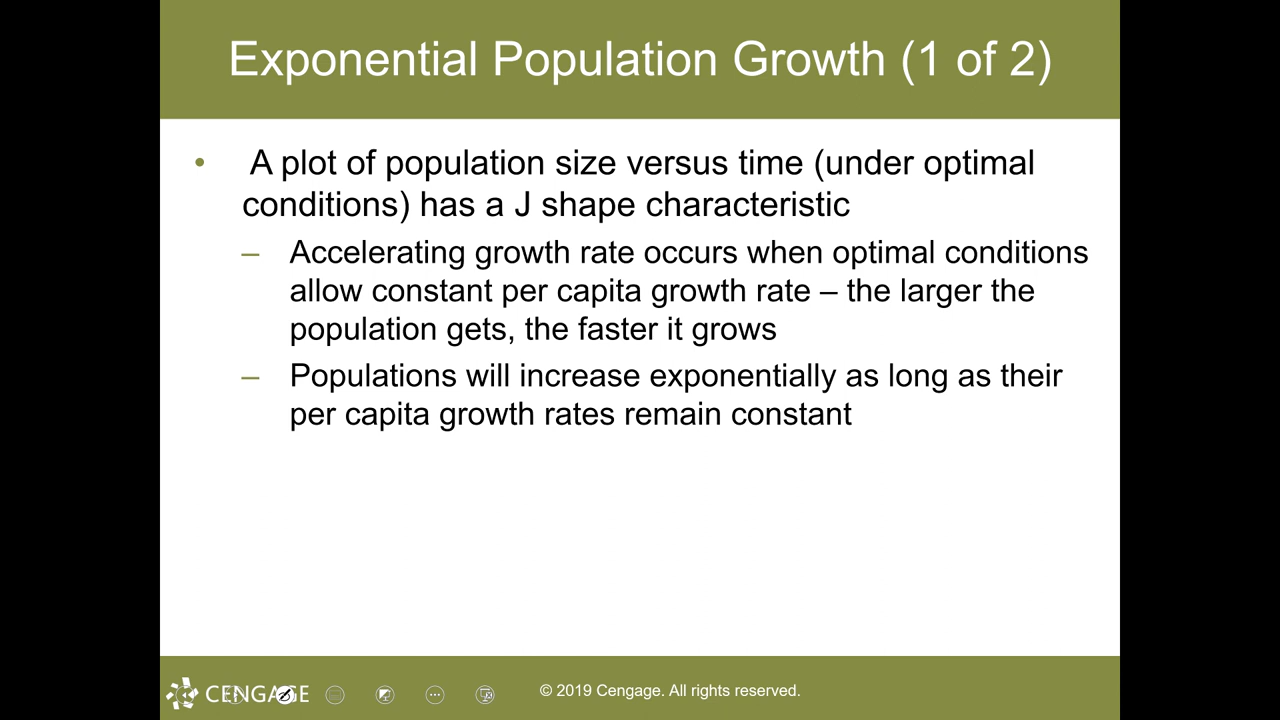 Exponential Population Growth (1 of 2)
• A plot of population size versus time (under optimal
conditions) has a J shape characteristic
– Accelerating growth rate occurs when optimal conditions
allow constant per capita growth rate – the larger the
population gets, the faster it grows
– Populations will increase exponentially as long as their
per capita growth rates remain constant
CENGAGE
© 2019 Cengage. All rights reserved.